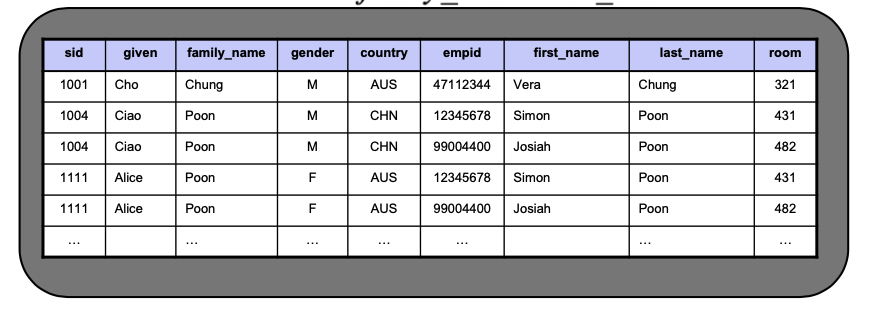 sid given family_name gender country empid first_name last_name room
1001 Cho Chung M AUS 47112344 Vera Chung 321
1004 Ciao Poon M CHN 12345678 Simon Poon 431
1004 Ciao Poon M CHN 99004400 Josiah Poon 482
1111 Alice Poon F AUS 12345678 Simon Poon 431
1111 Alice Poon F AUS 99004400 Josiah Poon 482
… … … … … … …